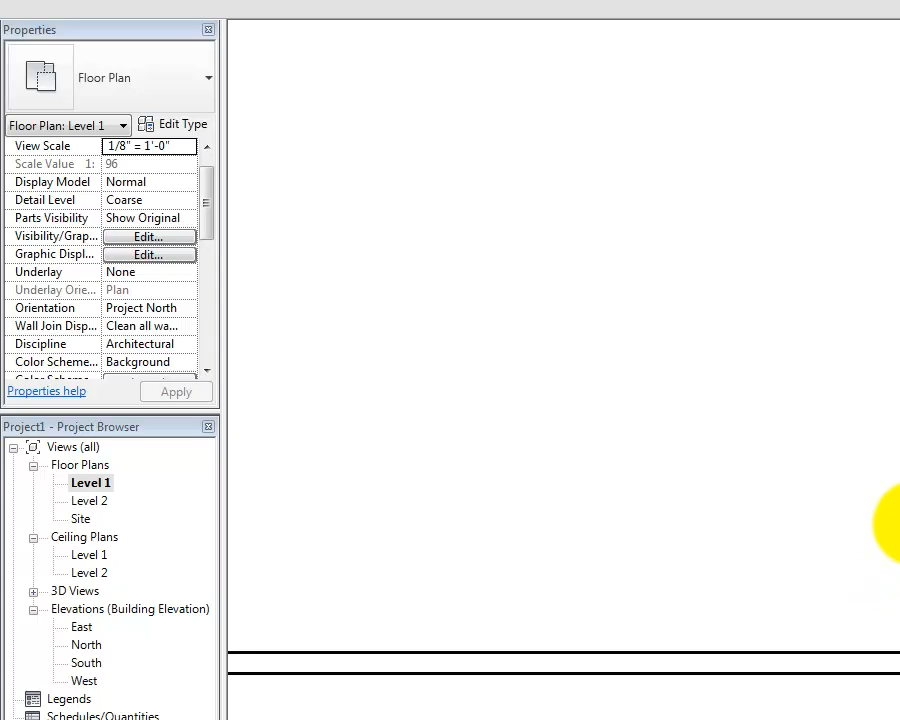 Properties
Floor Plan
Floor Plan: Level 1
Edit Type
View Scale 1/8" = 1'-0"
Scale Value 1: 96
Display Model Normal
Detail Level Coarse
Parts Visibility Show Original
Visibility/Grap... Edit...
Graphic Displ... Edit...
Underlay None
Underlay Orie... Plan
Orientation Project North
Wall Join Disp... Clean all wa...
Discipline Architectural
Color Scheme... Background
Color Scheme
Properties help Apply
Project1 - Project Browser
Views (all)
Floor Plans
Level 1
Level 2
Site
Ceiling Plans
Level 1
Level 2
3D Views
Elevations (Building Elevation)
East
North
South
West
Legends
Schedules/Quantities